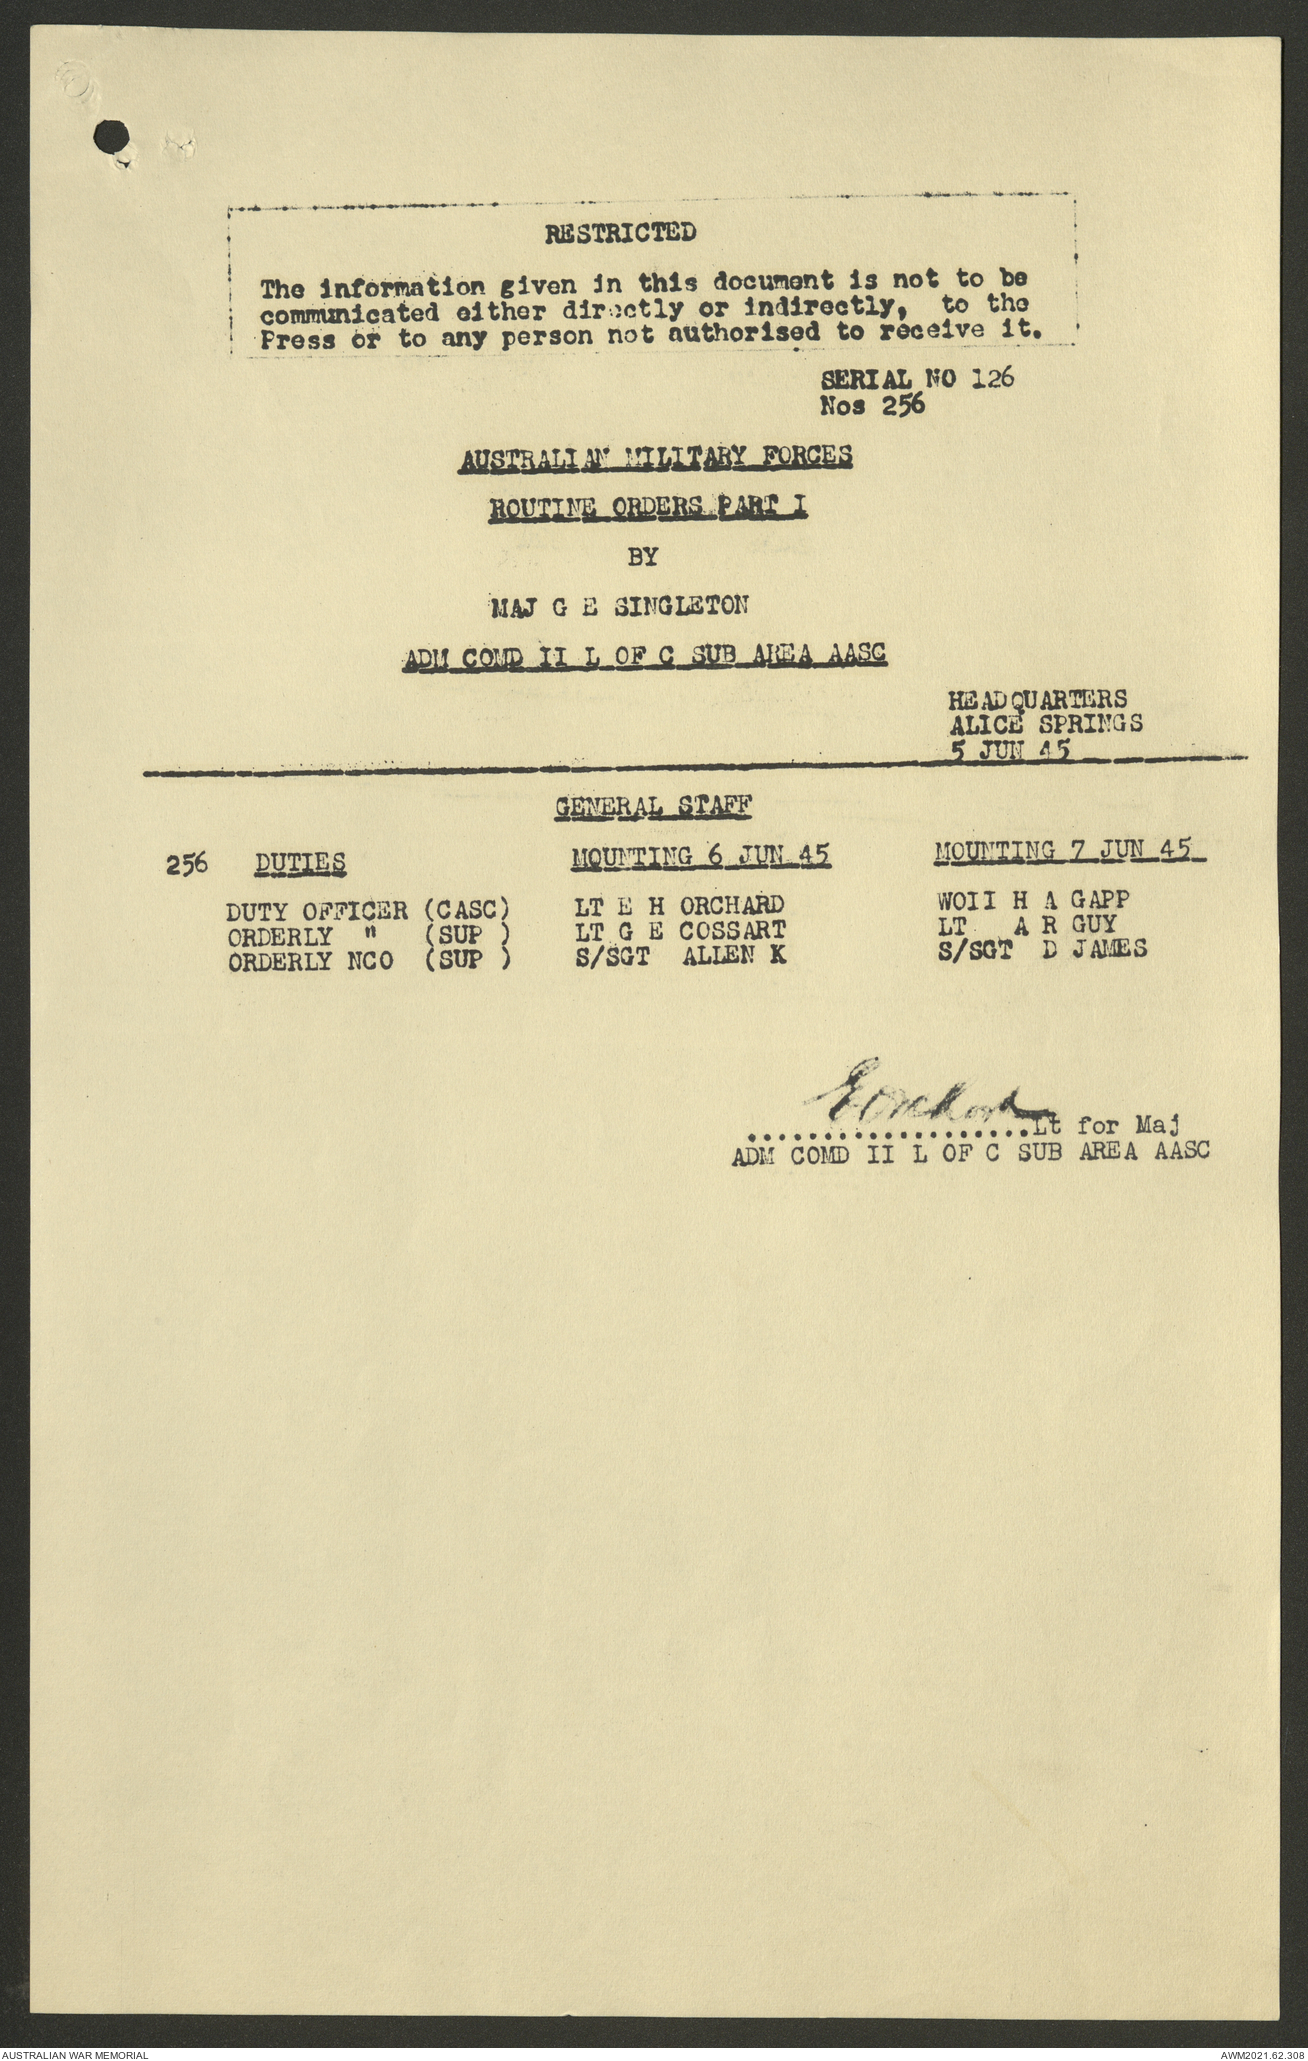 RESTRICTED
The information given in this document is not to be
communicated either directly or indirectly, to the
Press or to any person not authorised to receive it.
SERIAL NO 126
Nos 256
AUSTRALIAN MILITARY FORCES
ROUTINE ORDERS PART I
BY
MAJ G E SINGLETON
ADM COMD II L OF C SUB AREA AASC
HEADQUARTERS
ALICE SPRINGS
5 JUN 45
GENERAL STAFF
256 DUTIES MOUNTING 6 JUN 45 MOUNTING 7 JUN 45
DUTY OFFICER (CASC) LT E H ORCHARD WOII H A GAPP
ORDERLY " (SUP ) LT G E COSSART LT A R GUY
ORDERLY NCO (SUP ) S/SGT ALLEN K S/SGT D JAMES
EOrchard
...................Lt for Maj
ADM COMD II L OF C SUB AREA AASC
AUSTRALIAN WAR MEMORIAL AWM2021.62.308